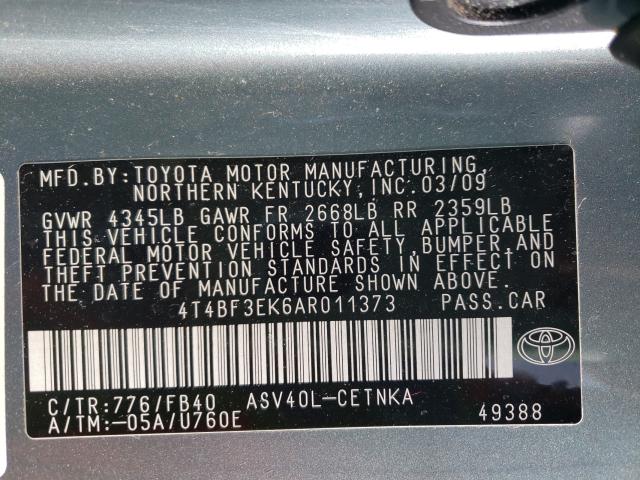 MFD.BY:TOYOTA MOTOR MANUFACTURING,
NORTHERN KENTUCKY,INC.03/09
GVWR 4345LB GAWR FR 2668LB RR 2359LB
THIS VEHICLE CONFORMS TO ALL APPLICABLE
FEDERAL MOTOR VEHICLE SAFETY,BUMPER,AND
THEFT PREVENTION STANDARDS IN EFFECT ON
THE DATE OF MANUFACTURE SHOWN ABOVE.
4T4BF3EK6AR011373 PASS.CAR
C/TR:776/FB40 ASV40L-CETNKA
A/TM:-05A/U760E 49388